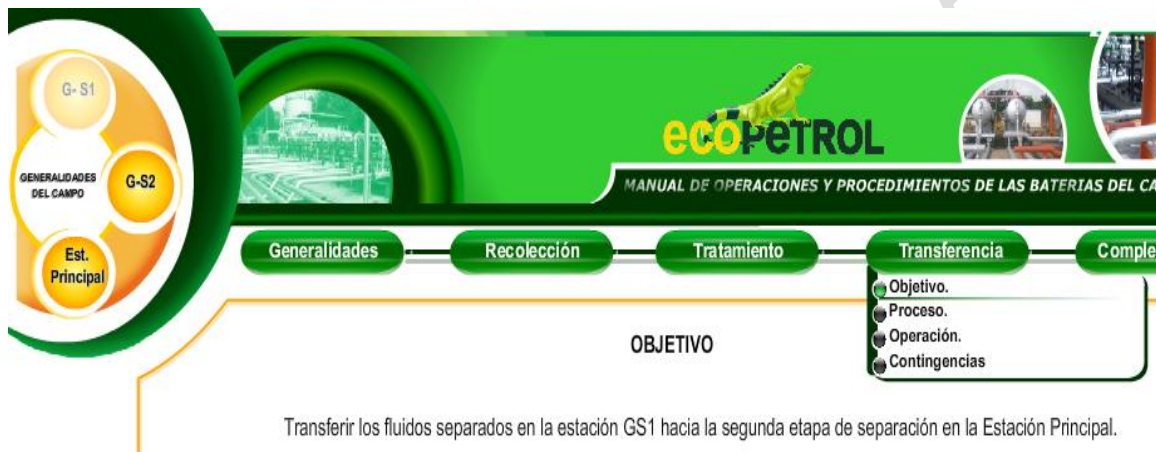 G- S1
GENERALIDADES
DEL CAMPO
G-S2
Est.
Principal
ecoPeTROL
MANUAL DE OPERACIONES Y PROCEDIMIENTOS DE LAS BATERIAS DEL CA
Generalidades
Recolección
Tratamiento
Transferencia
Comple
Objetivo.
Proceso.
Operación.
Contingencias
OBJETIVO
Transferir los fluidos separados en la estación GS1 hacia la segunda etapa de separación en la Estación Principal.